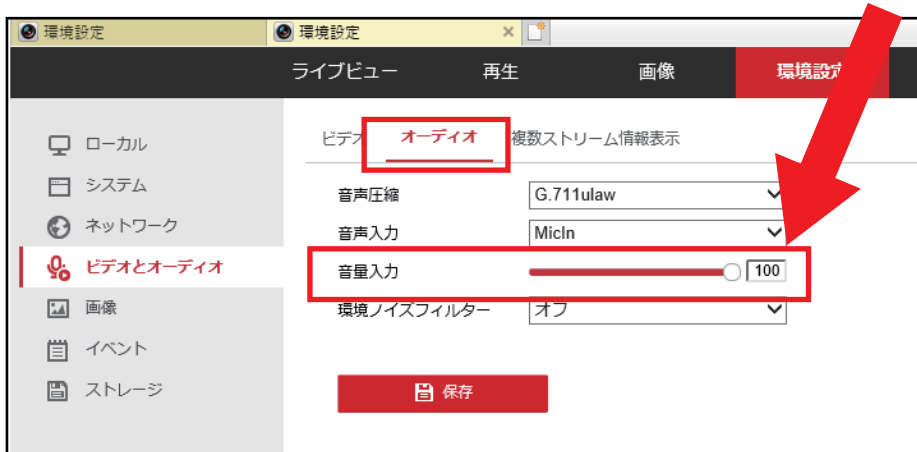 環境設定 環境設定
ライブビュー 再生 画像 環境設定
ローカル
システム
ネットワーク
ビデオとオーディオ
画像
イベント
ストレージ
ビデオ オーディオ 複数ストリーム情報表示
音声圧縮 G.711ulaw
音声入力 MicIn
音量入力 100
環境ノイズフィルター オフ
保存